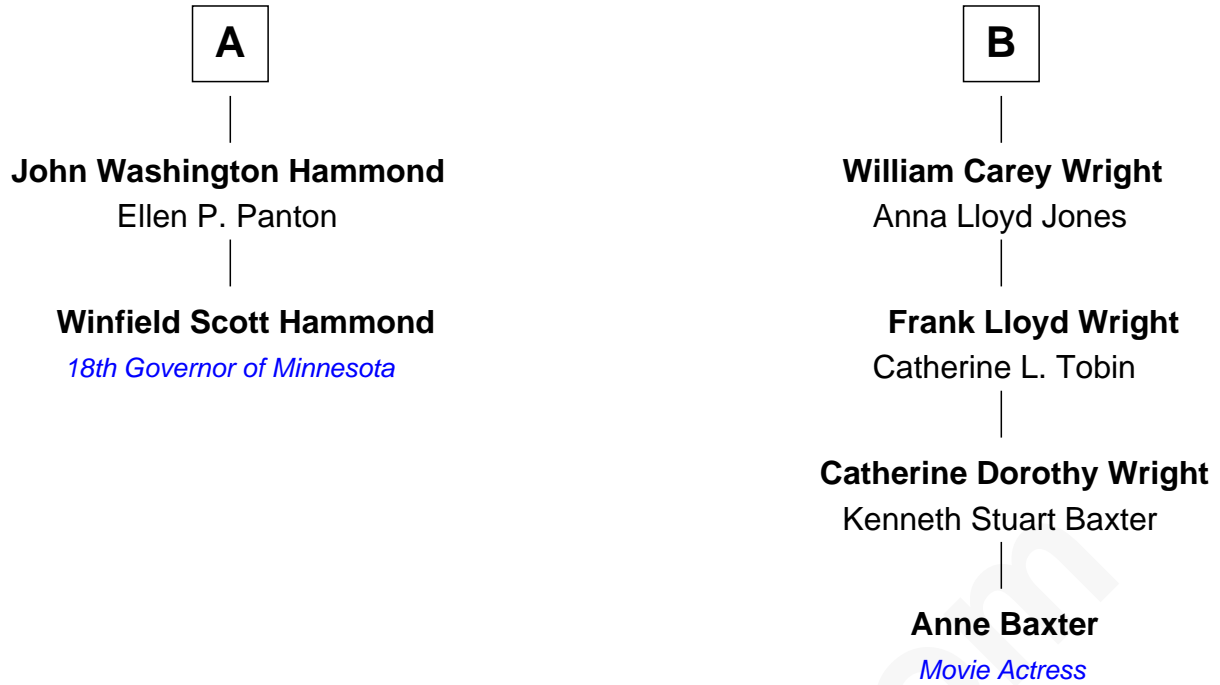 A
John Washington Hammond
Ellen P. Panton
Winfield Scott Hammond
18th Governor of Minnesota
B
William Carey Wright
Anna Lloyd Jones
Frank Lloyd Wright
Catherine L. Tobin
Catherine Dorothy Wright
Kenneth Stuart Baxter
Anne Baxter
Movie Actress